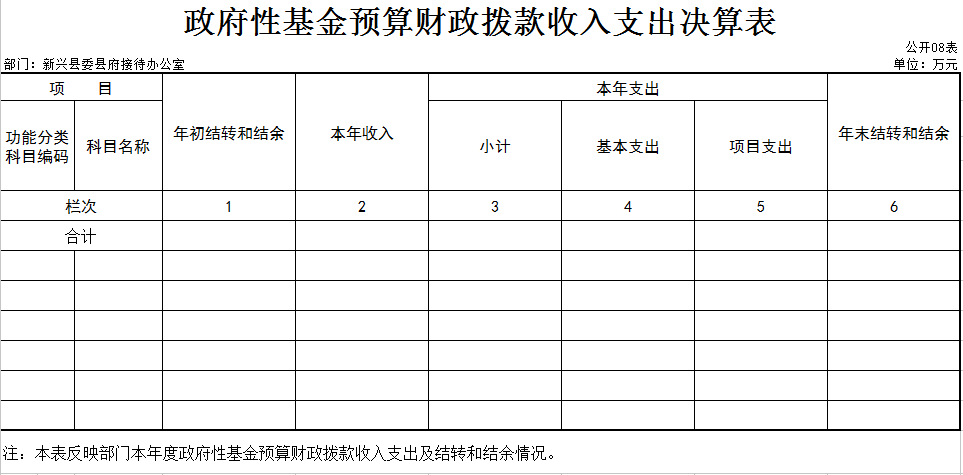 政府性基金预算财政拨款收入支出决算表
公开08表
部门：新兴县委县府接待办公室
单位：万元
项 目
年初结转和结余
本年收入
本年支出
年末结转和结余
功能分类
科目编码
科目名称
小计
基本支出
项目支出
栏次 1 2 3 4 5 6
合计
注：本表反映部门本年度政府性基金预算财政拨款收入支出及结转和结余情况。